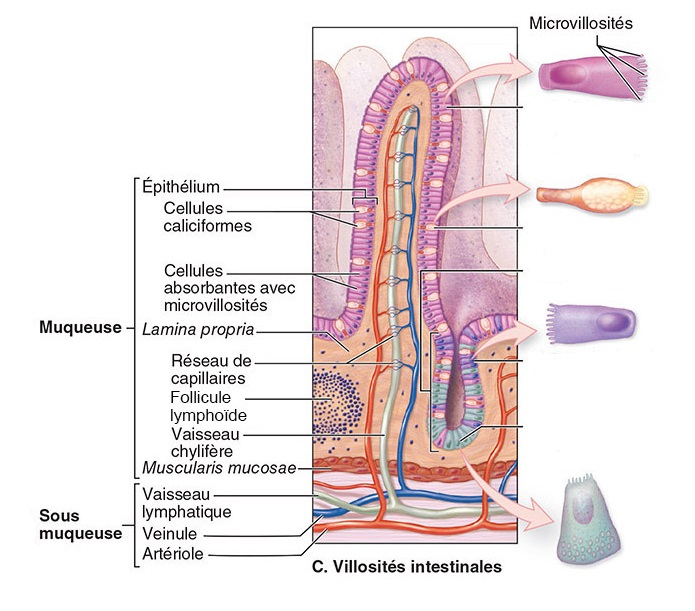 Microvillosités
Épithélium
Cellules
caliciformes
Cellules
absorbantes avec
microvillosités
Muqueuse
Lamina propria
Réseau de
capillaires
Follicule
lymphoïde
Vaisseau
chylifère
Muscularis mucosae
Sous
muqueuse
Vaisseau
lymphatique
Veinule
Artériole
C. Villosités intestinales